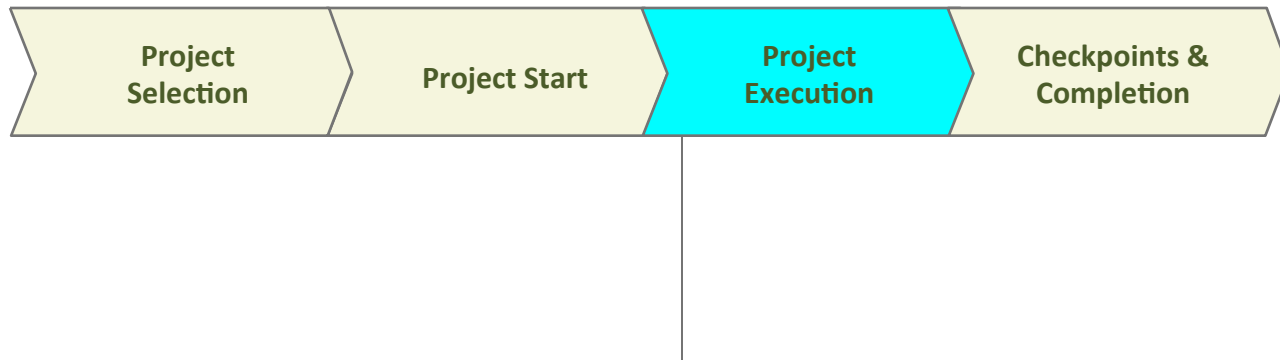 Project
Selection
Project Start
Project
Execution
Checkpoints &
Completion